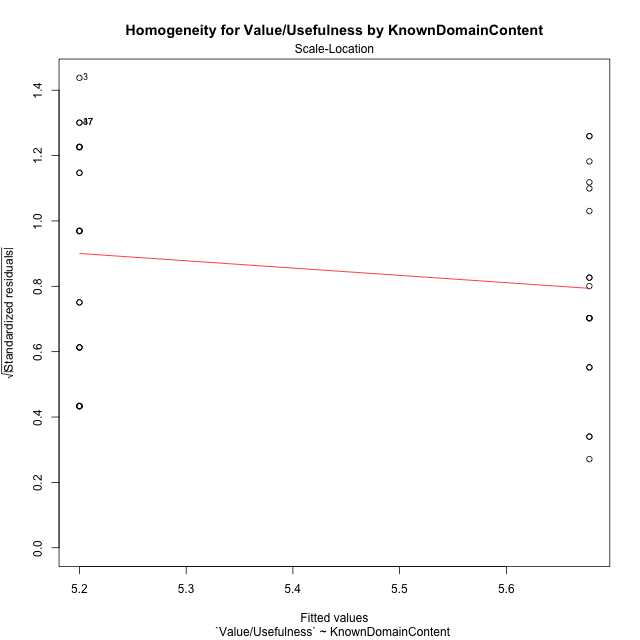 Homogeneity for Value/Usefulness by KnownDomainContent
Scale-Location
√|Standardized residuals|
1.4
1.2
1.0
0.8
0.6
0.4
0.2
0.0
3
5.2
5.3
5.4
5.5
5.6
Fitted values
`Value/Usefulness` ~ KnownDomainContent